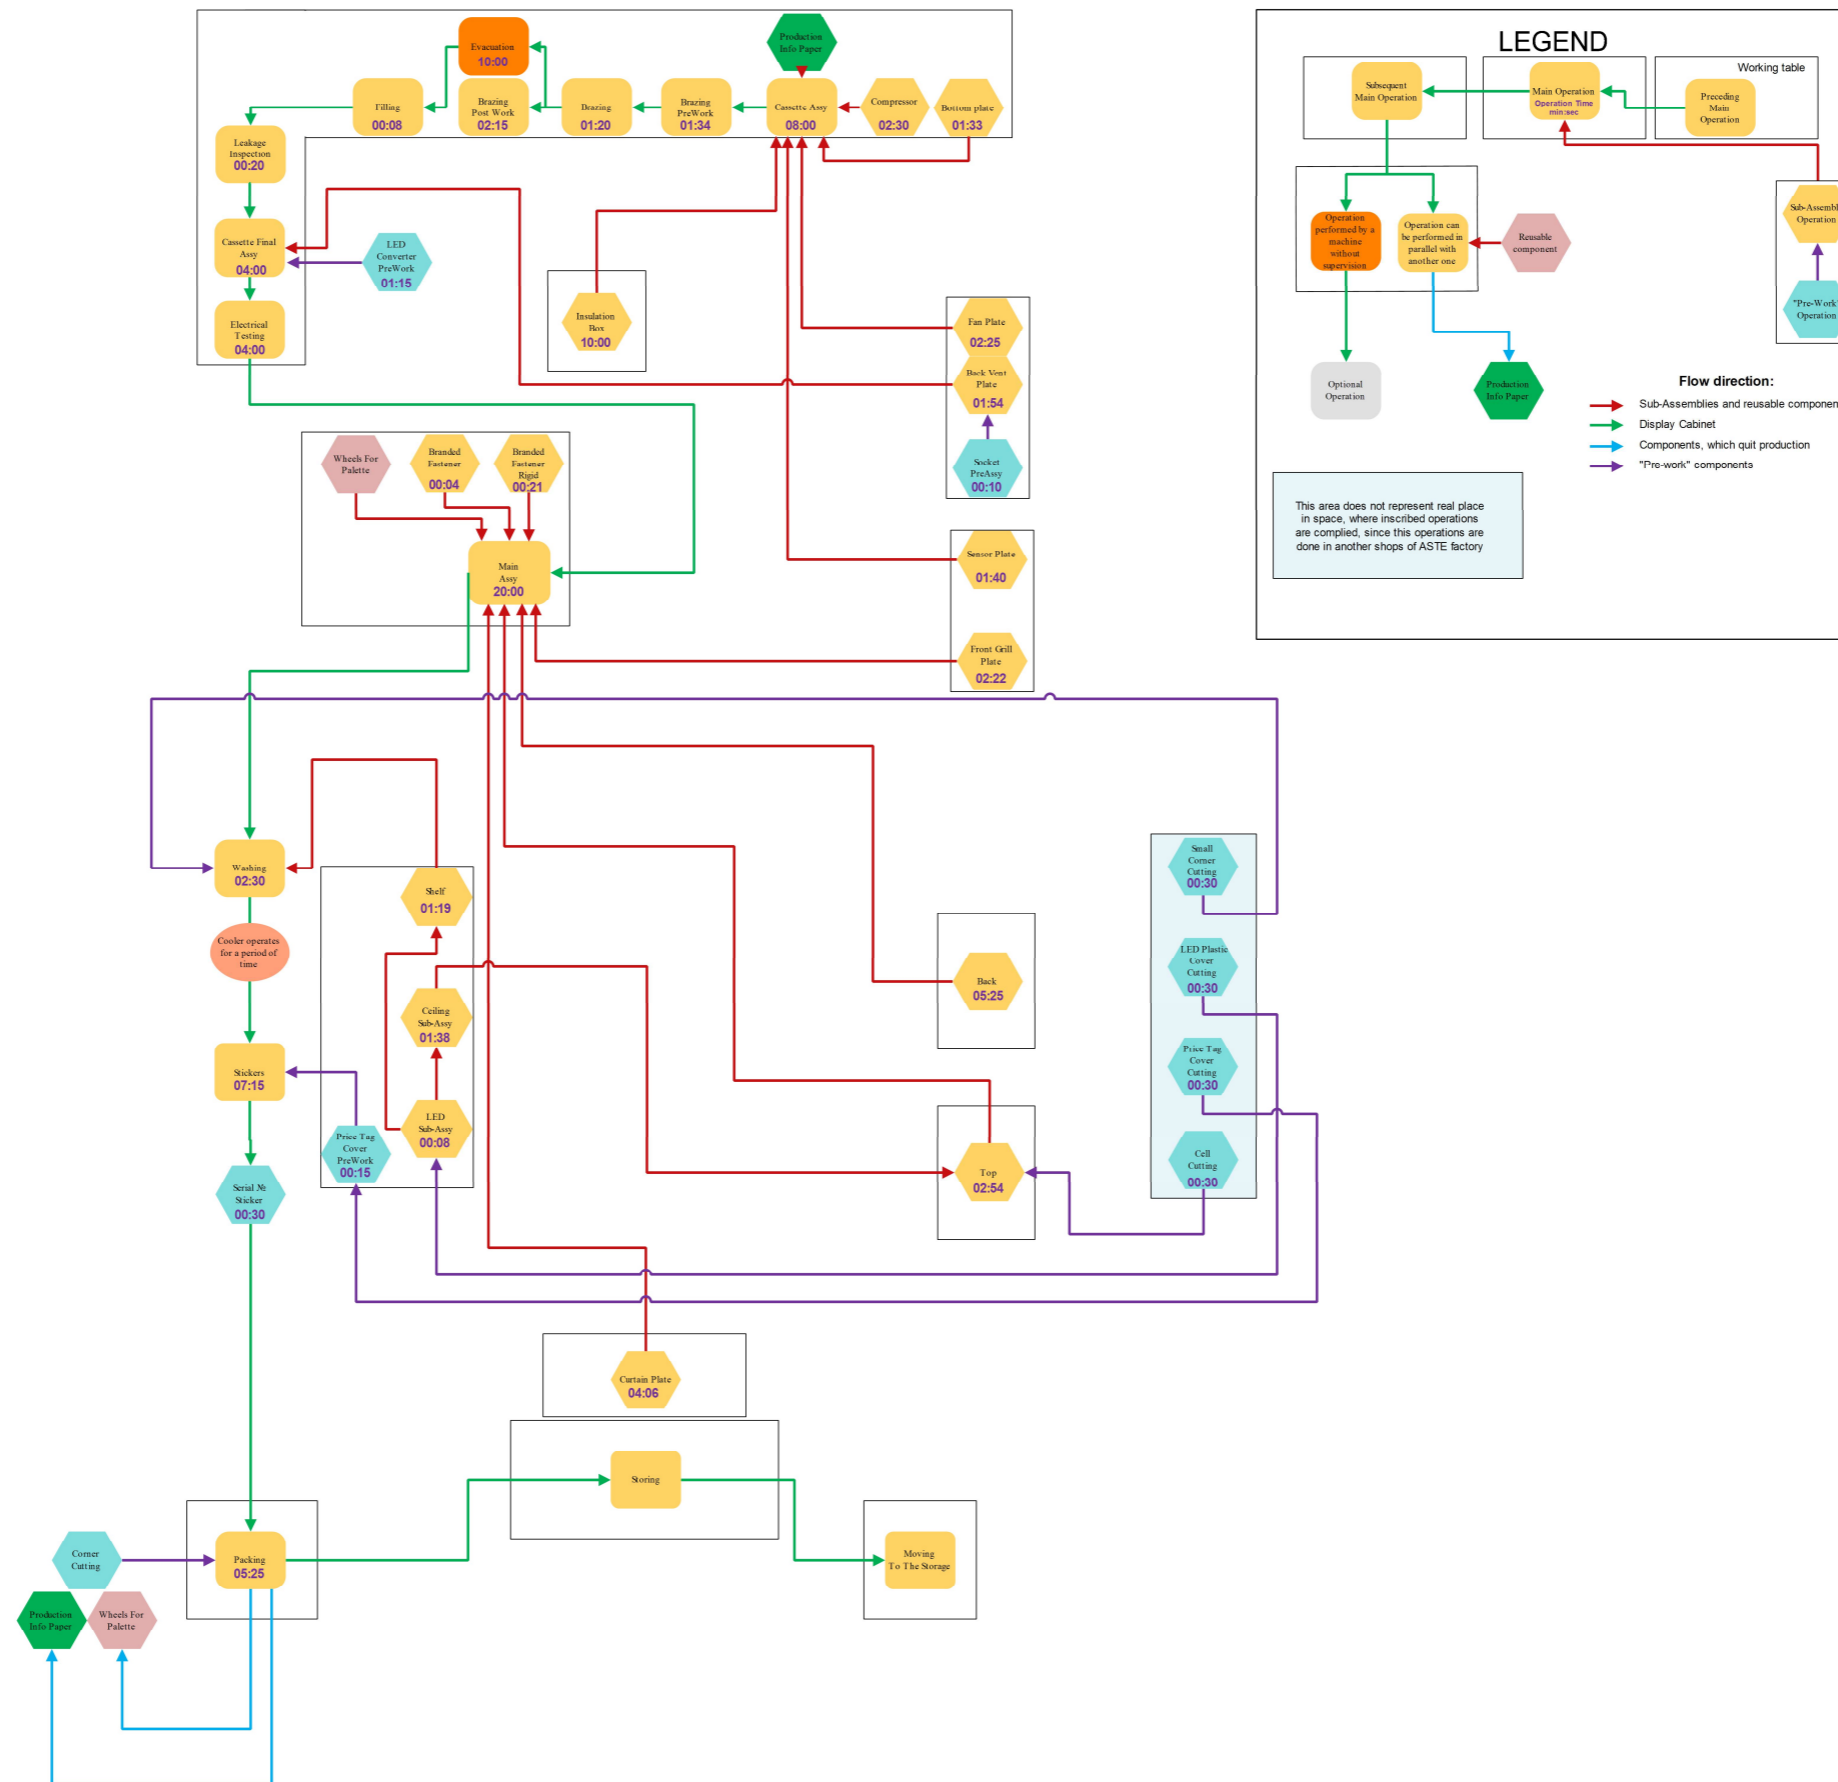 Evacuation
10:00
Production
Info Paper
Filling
00:08
Brazing
Post Work
02:15
Brazing
01:20
Brazing
PreWork
01:34
Cassette Assy
08:00
Compressor
02:30
Bottom plate
01:33
Leakage
Inspection
00:20
Cassette Final
Assy
04:00
LED
Converter
PreWork
01:15
Electrical
Testing
04:00
Insulation
Box
10:00
Fan Plate
02:25
Back Vent
Plate
01:54
Socket
PreAssy
00:10
Wheels For
Palette
Branded
Fastener
00:04
Branded
Fastener
Rigid
00:21
Main
Assy
20:00
Sensor Plate
01:40
Front Grill
Plate
02:22
Washing
02:30
Shelf
01:19
Cooler operates
for a period of
time
Ceiling
Sub-Assy
01:38
Stickers
07:15
LED
Sub-Assy
00:08
Price Tag
Cover
PreWork
00:15
Serial №
Sticker
00:30
Back
05:25
Top
02:54
Small
Corner
Cutting
00:30
LED Plastic
Cover
Cutting
00:30
Price Tag
Cover
Cutting
00:30
Cell
Cutting
00:30
Curtain Plate
04:06
Storing
Moving
To The Storage
Corner
Cutting
Packing
05:25
Production
Info Paper
Wheels For
Palette
LEGEND
Working table
Subsequent
Main Operation
Main Operation
Operation Time
min:sec
Preceding
Main
Operation
Operation
performed by a
machine
without
supervision
Operation can
be performed in
parallel with
another one
Reusable
component
Sub-Assembl
Operation
"Pre-Work"
Operation
Optional
Operation
Production
Info Paper
Flow direction:
Sub-Assemblies and reusable componen
Display Cabinet
Components, which quit production
"Pre-work" components
This area does not represent real place
in space, where inscribed operations
are complied, since this operations are
done in another shops of ASTE factory